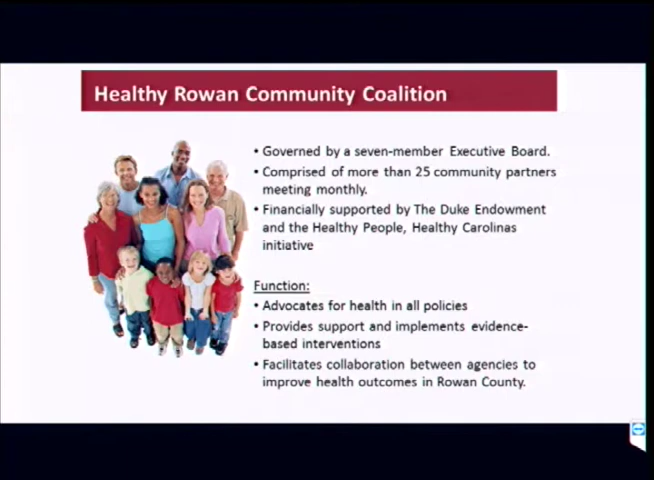 Healthy Rowan Community Coalition
• Governed by a seven-member Executive Board.
• Comprised of more than 25 community partners
meeting monthly.
• Financially supported by The Duke Endowment
and the Healthy People, Healthy Carolinas
initiative
Function:
• Advocates for health in all policies
• Provides support and implements evidence-
based interventions
• Facilitates collaboration between agencies to
improve health outcomes in Rowan County.